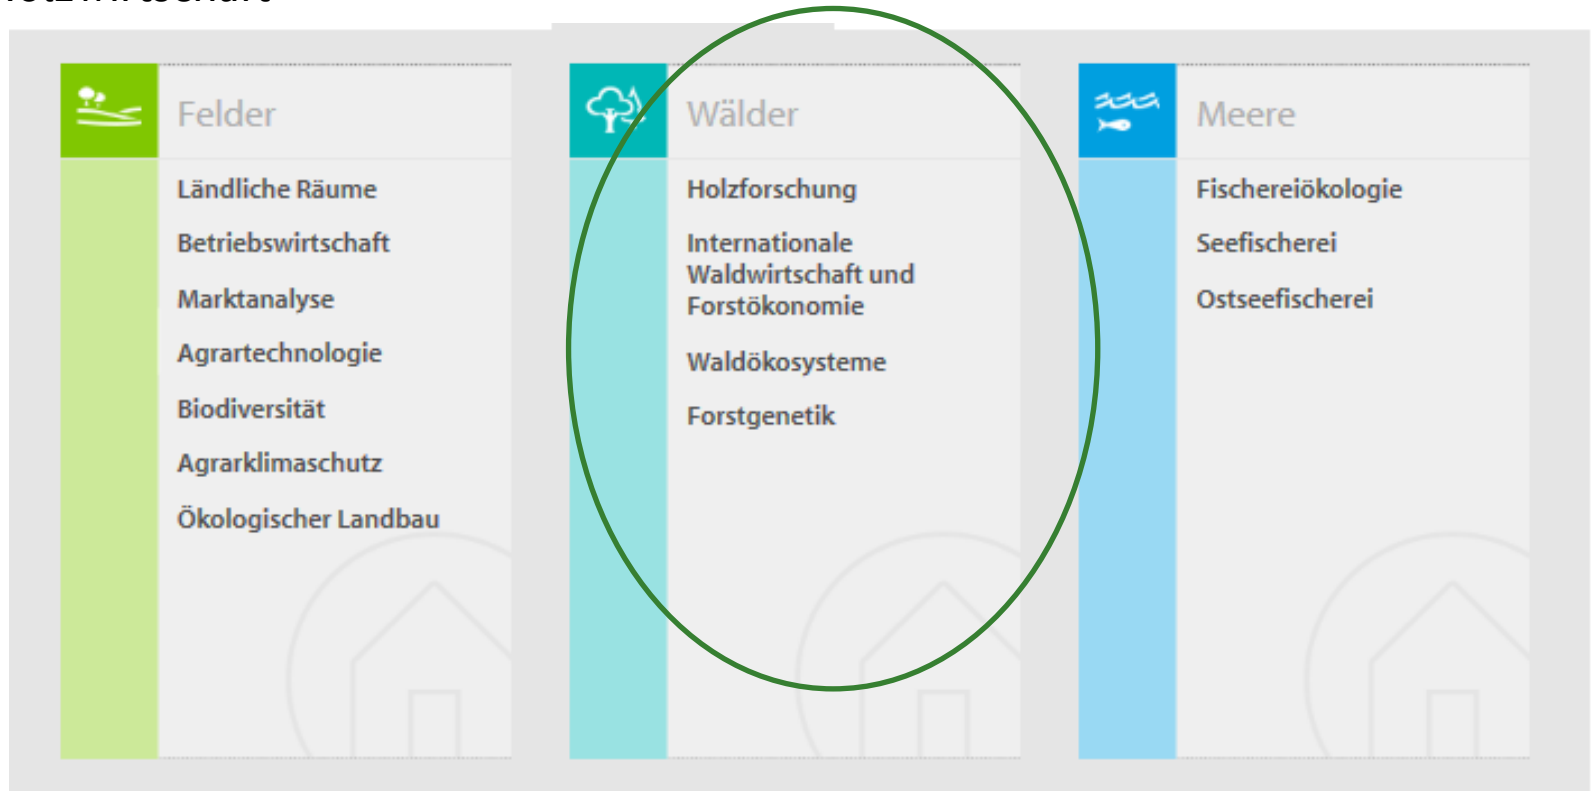 Felder
Ländliche Räume
Betriebswirtschaft
Marktanalyse
Agrartechnologie
Biodiversität
Agrarklimaschutz
Ökologischer Landbau
Wälder
Holzforschung
Internationale
Waldwirtschaft und
Forstökonomie
Waldökosysteme
Forstgenetik
Meere
Fischereiökologie
Seefischerei
Ostseefischerei